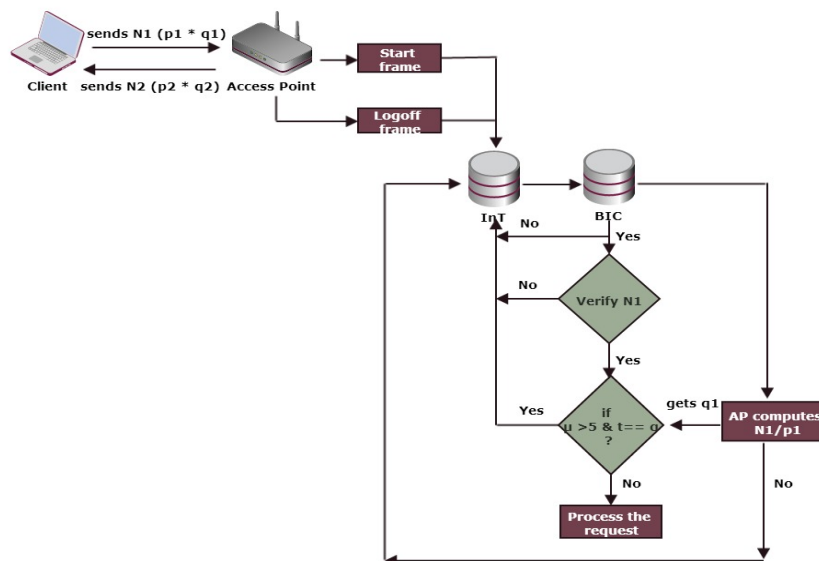 sends N1 (p1 * q1)
sends N2 (p2 * q2)
Client
Access Point
Start
frame
Logoff
frame
InT
BIC
No
Yes
No
Verify N1
Yes
gets q1
AP computes
N1/p1
Yes
if
µ >5 & t== q
?
No
No
Process the
request